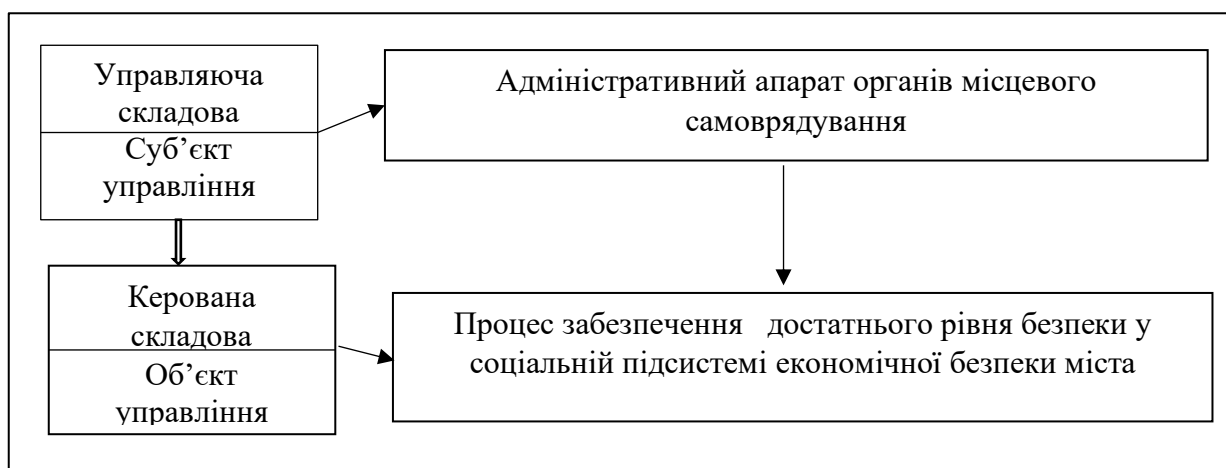 Управляюча
складова
Суб’єкт
управління
Адміністративний апарат органів місцевого
самоврядування
Керована
складова
Об’єкт
управління
Процес забезпечення достатнього рівня безпеки у
соціальній підсистемі економічної безпеки міста